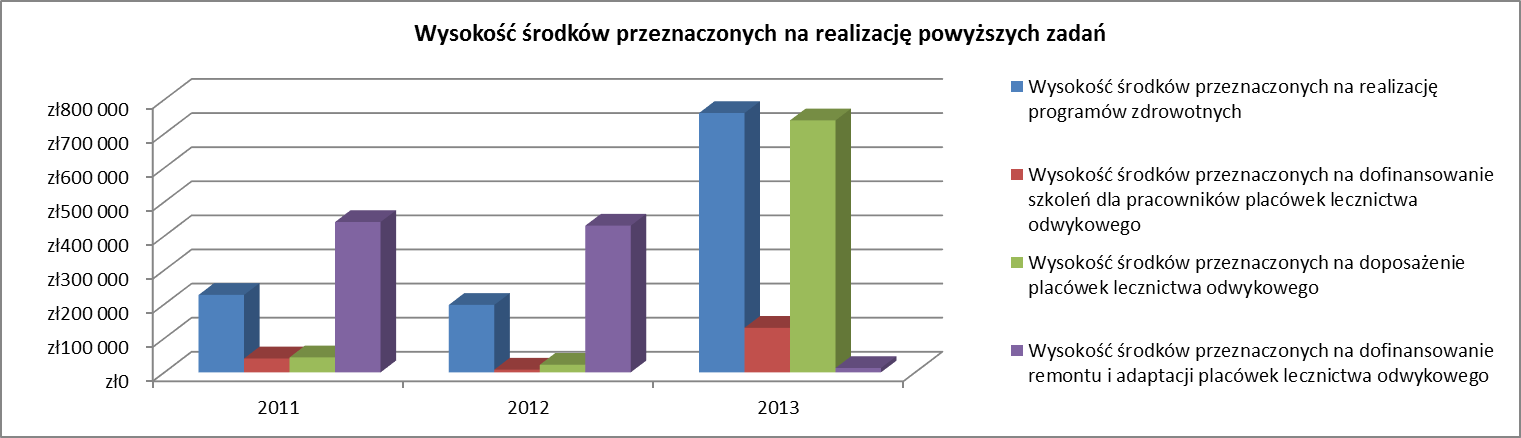 Wysokość środków przeznaczonych na realizację powyższych zadań
zł800 000
zł700 000
zł600 000
zł500 000
zł400 000
zł300 000
zł200 000
zł100 000
zł0
2011
2012
2013
Wysokość środków przeznaczonych na realizację
programów zdrowotnych
Wysokość środków przeznaczonych na dofinansowanie
szkoleń dla pracowników placówek lecznictwa
odwykowego
Wysokość środków przeznaczonych na doposażenie
placówek lecznictwa odwykowego
Wysokość środków przeznaczonych na dofinansowanie
remontu i adaptacji placówek lecznictwa odwykowego